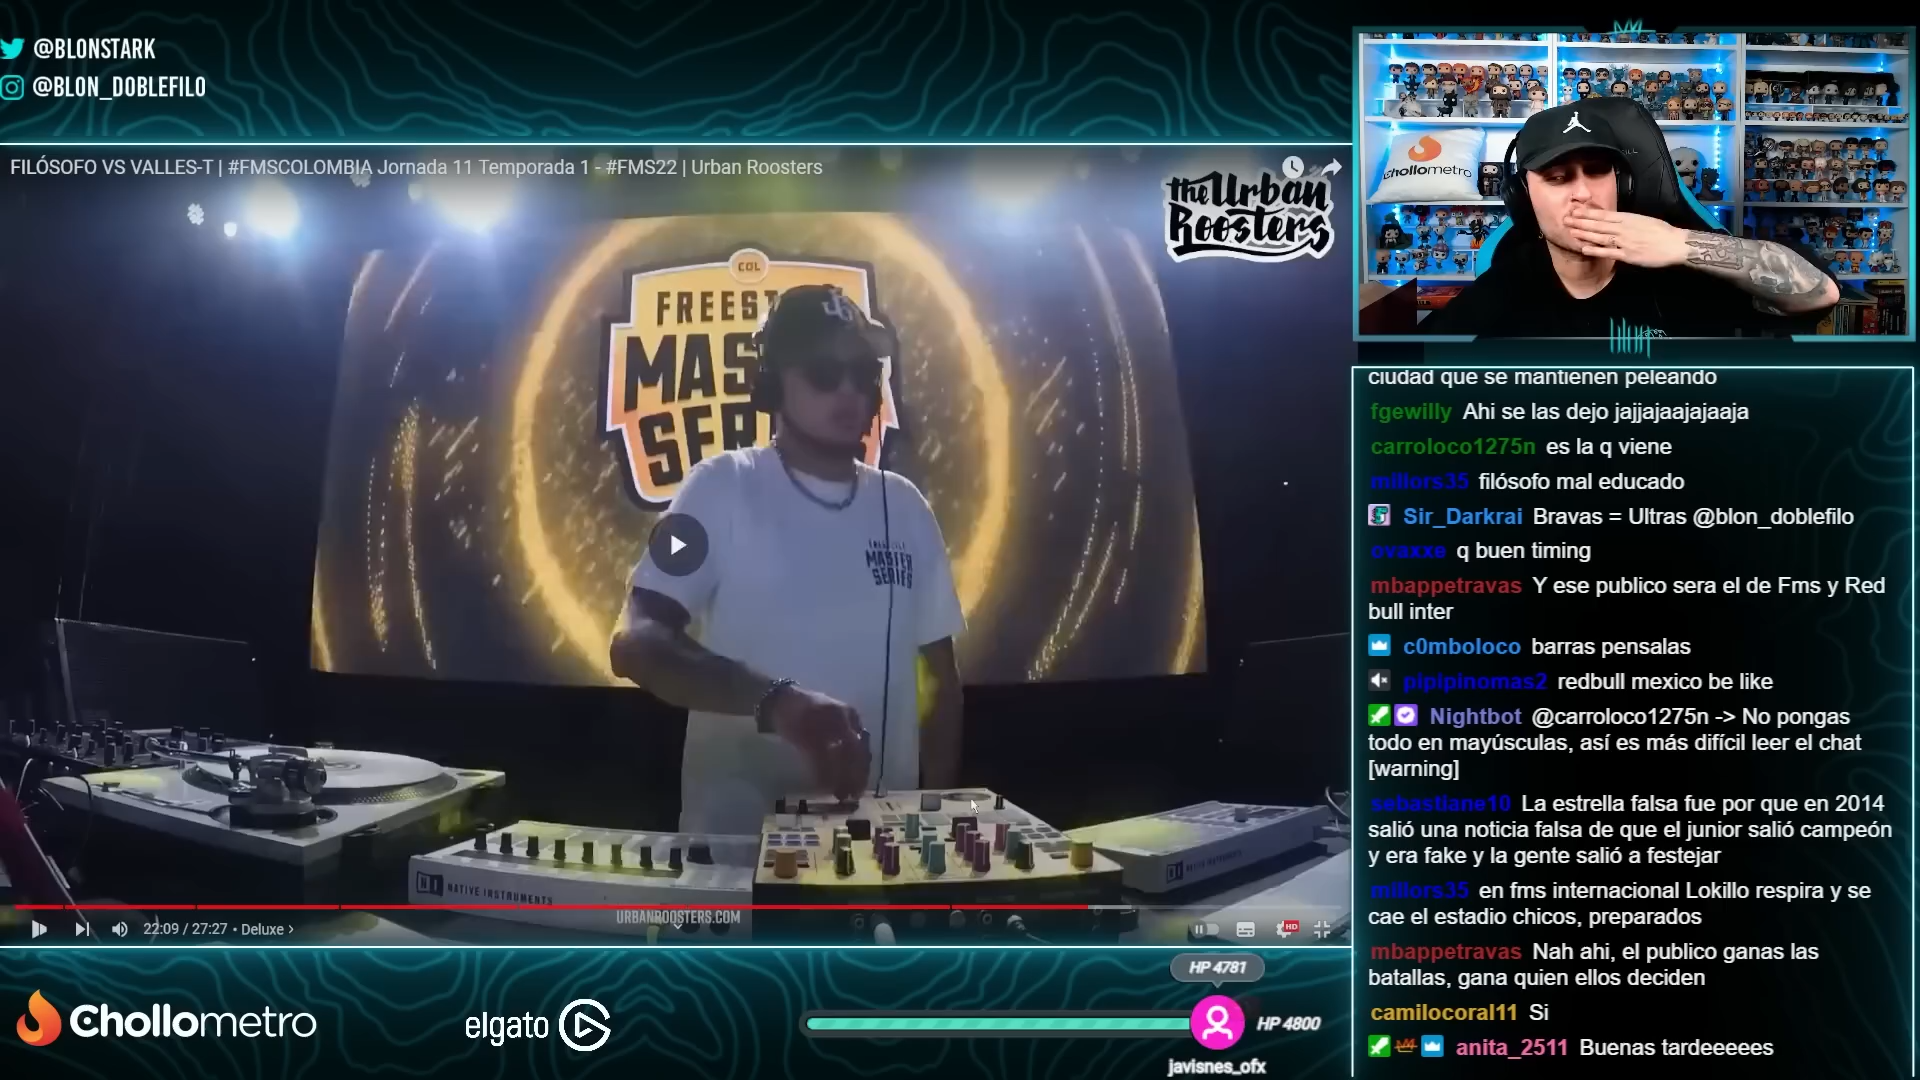 @BLONSTARK
@BLON_DOBLEFILO
FILÓSOFO VS VALLES-T | #FMSCOLOMBIA Jornada 11 Temporada 1 - #FMS22 | Urban Roosters
the Urban
Roosters
COL
FREEST
MAS
SER
MASTER
SERIES
NATIVE INSTRUMENTS
NATIVE INSTRUMENTS
URBANROOSTERS.COM
22:09 / 27:27 • Deluxe ›
HD
Chollometro
elgato
HP 4781
HP 4800
javisnes_ofx
chollometro
ciudad que se mantienen peleando
fgewilly Ahi se las dejo jajjajaajajaaja
carroloco1275n es la q viene
millors35 filósofo mal educado
Sir_Darkrai Bravas = Ultras @blon_doblefilo
ovaxxe q buen timing
mbappetravas Y ese publico sera el de Fms y Red
bull inter
c0mboloco barras pensalas
pipipinomas2 redbull mexico be like
Nightbot @carroloco1275n -> No pongas
todo en mayúsculas, así es más difícil leer el chat
[warning]
sebastiane10 La estrella falsa fue por que en 2014
salió una noticia falsa de que el junior salió campeón
y era fake y la gente salió a festejar
millors35 en fms internacional Lokillo respira y se
cae el estadio chicos, preparados
mbappetravas Nah ahi, el publico ganas las
batallas, gana quien ellos deciden
camilocoral11 Si
anita_2511 Buenas tardeeeees